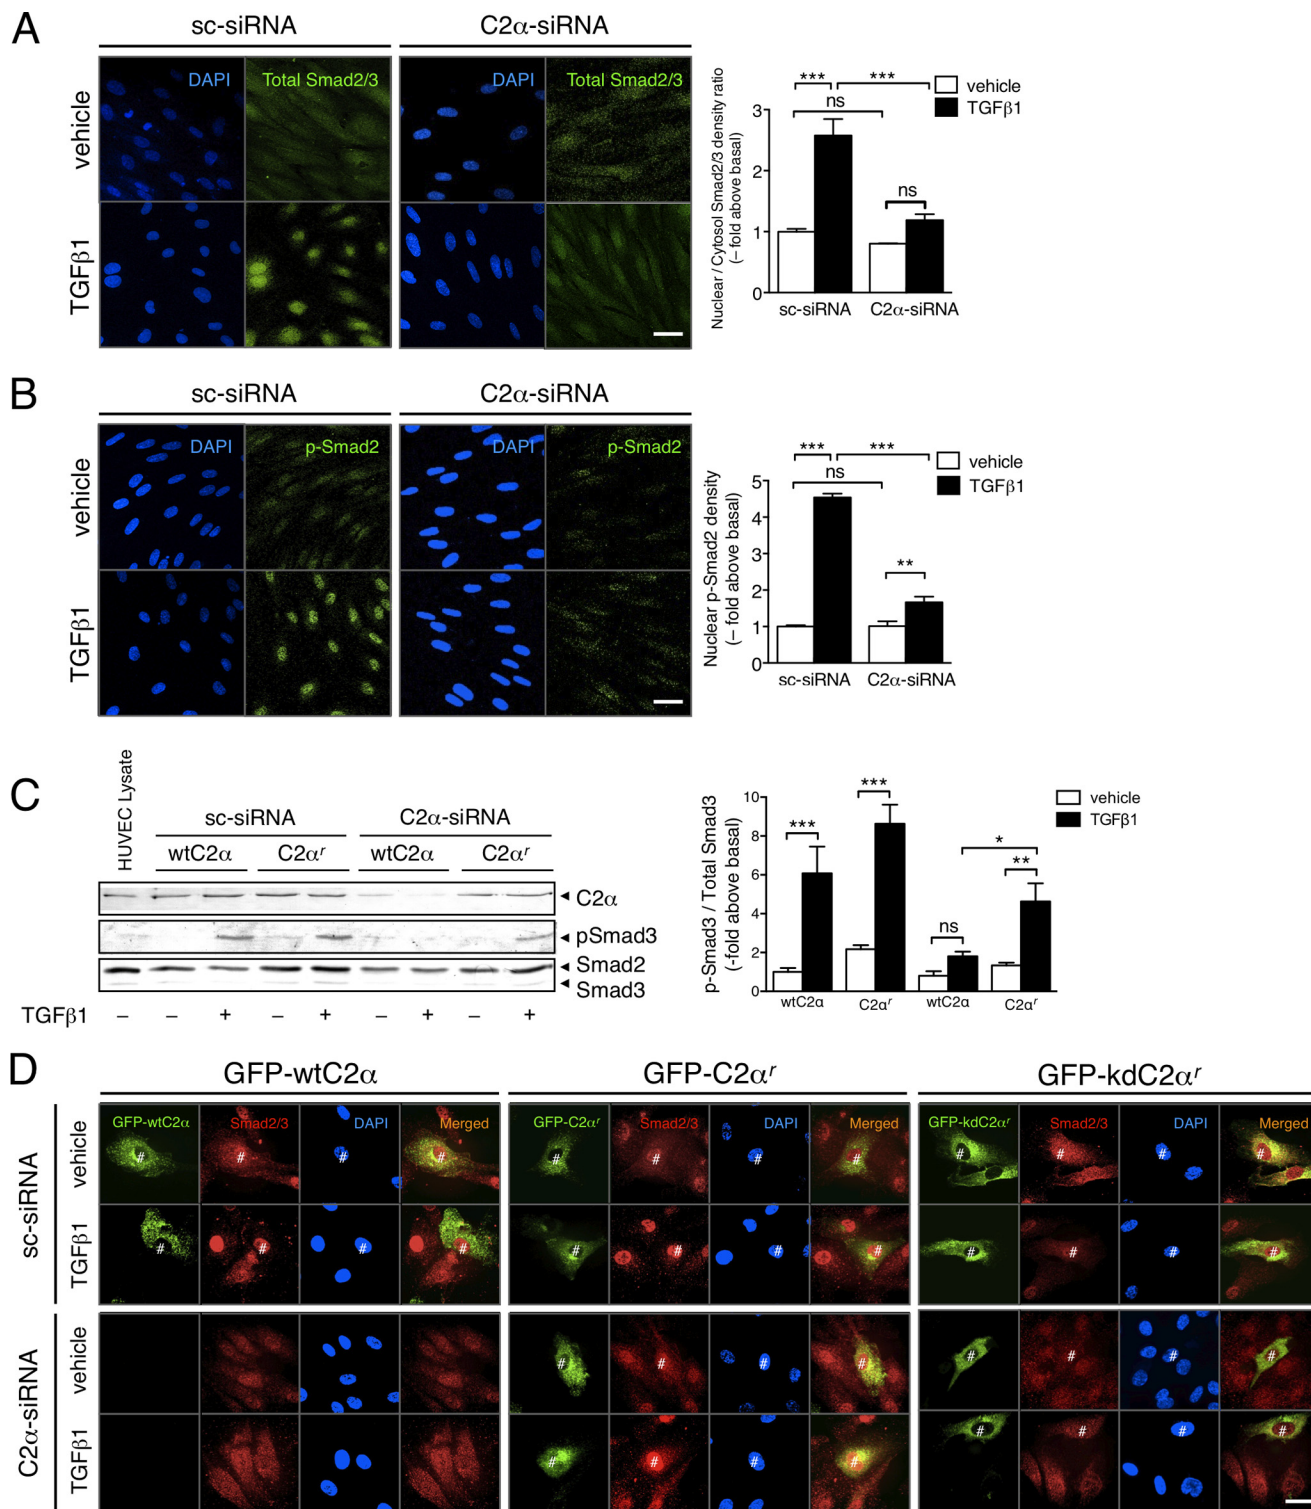 A
sc-siRNA
C2α-siRNA
vehicle
TGFβ1
DAPI
Total Smad2/3
DAPI
Total Smad2/3
Nuclear / Cytosol Smad2/3 density ratio
(– fold above basal)
*** ***
ns
ns
vehicle
TGFβ1
3
2
1
0
sc-siRNA C2α-siRNA
B
sc-siRNA
C2α-siRNA
vehicle
TGFβ1
DAPI
p-Smad2
DAPI
p-Smad2
Nuclear p-Smad2 density
(– fold above basal)
*** ***
ns
**
vehicle
TGFβ1
5
4
3
2
1
0
sc-siRNA C2α-siRNA
C
HUVEC Lysate
sc-siRNA
C2α-siRNA
wtC2α C2αʳ wtC2α C2αʳ
C2α
pSmad3
Smad2
Smad3
TGFβ1 – – + – + – + – +
p-Smad3 / Total Smad3
(-fold above basal)
***
***
ns
*
**
vehicle
TGFβ1
10
8
6
4
2
0
wtC2α C2αʳ wtC2α C2αʳ
D
GFP-wtC2α
GFP-C2αʳ
GFP-kdC2αʳ
sc-siRNA
vehicle
TGFβ1
C2α-siRNA
vehicle
TGFβ1
GFP-wtC2α Smad2/3 DAPI Merged
GFP-C2αʳ Smad2/3 DAPI Merged
GFP-kdC2αʳ Smad2/3 DAPI Merged
# # # # # # # # # # # #
# # # # # # # # # # # #
# # # # # # # #
# # # # # # # #